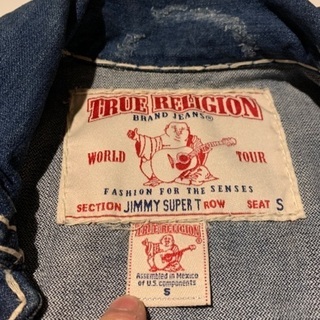 TRUE RELIGION
BRAND JEANS®
WORLD TOUR
FASHION FOR THE SENSES
SECTION JIMMY SUPER T ROW SEAT S
TRUE RELIGION
Assembled in Mexico
of U.S. components
S